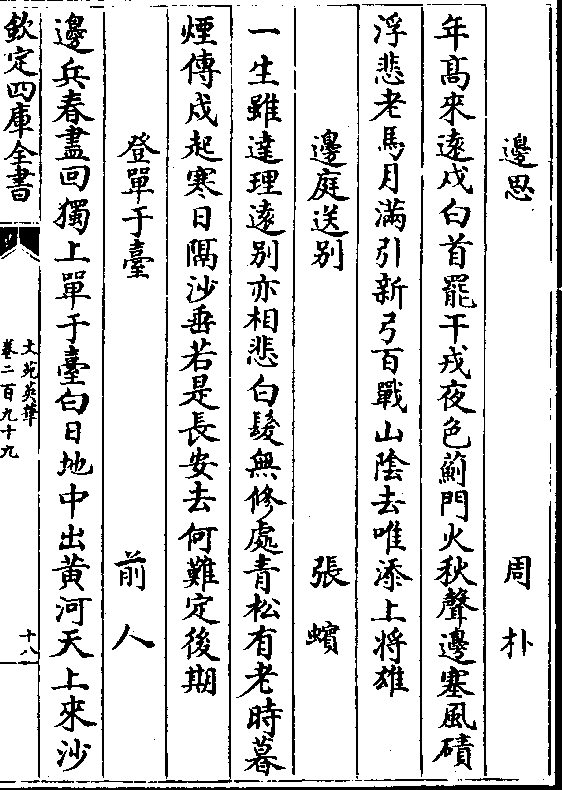 邊思　周朴
年高來遠戍白首罷干戎夜色薊門火秋聲邊塞風磧
浮悲老馬月滿引新弓百戰山陰去唯添上将雄
邊庭送别　張蠙
一生雖達理遠别亦相悲白髪無修處青松有老時暮
煙傳戍起寒日隔沙垂若是長安去何難定後期
登單于臺　前人
邊兵春盡回獨上單于臺白日地中出黄河天上來沙
欽定四庫全書
文苑英華
卷二百九十九
十八